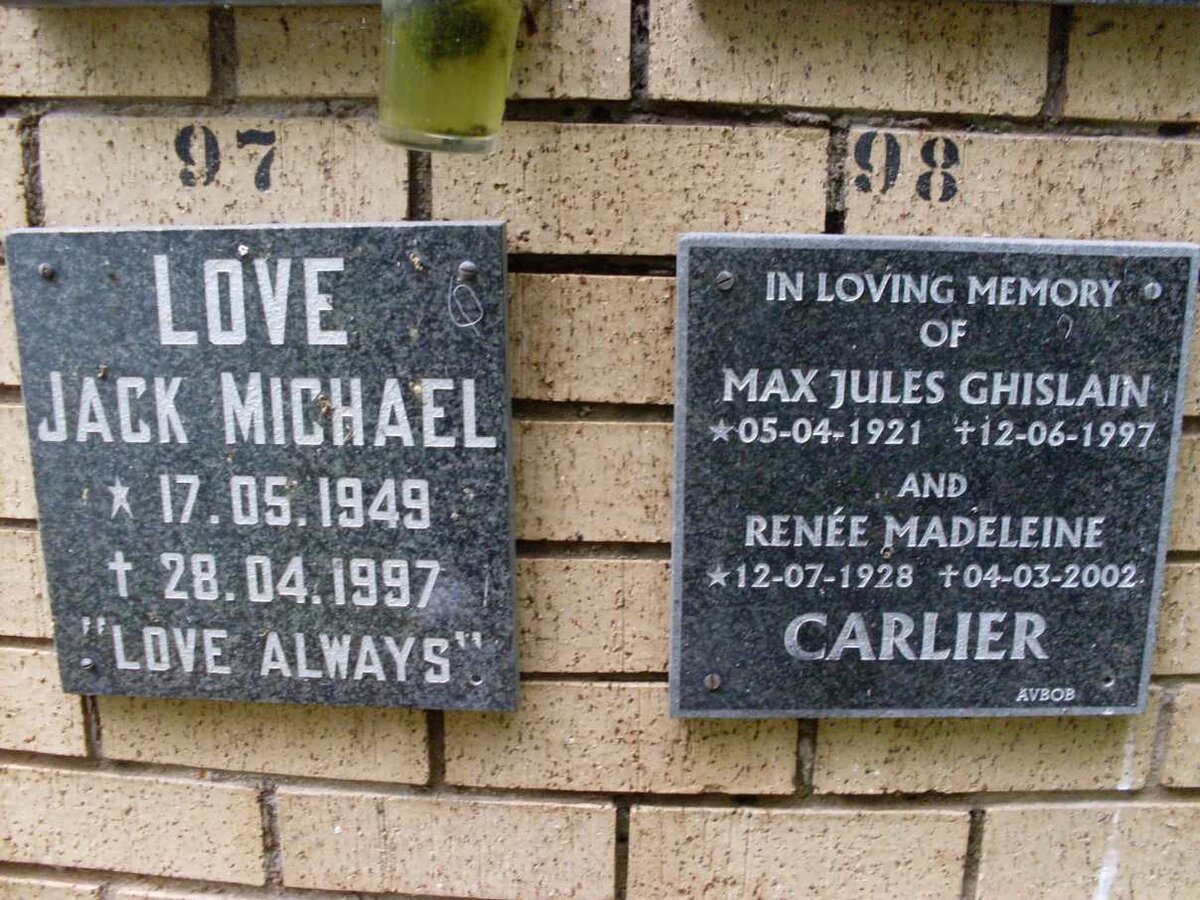 97
LOVE
JACK MICHAEL
★ 17.05.1949
✝ 28.04.1997
"LOVE ALWAYS"
98
IN LOVING MEMORY
OF
MAX JULES GHISLAIN
★05-04-1921 ✝12-06-1997
AND
RENÉE MADELEINE
★12-07-1928 ✝04-03-2002
CARLIER
AVBOB